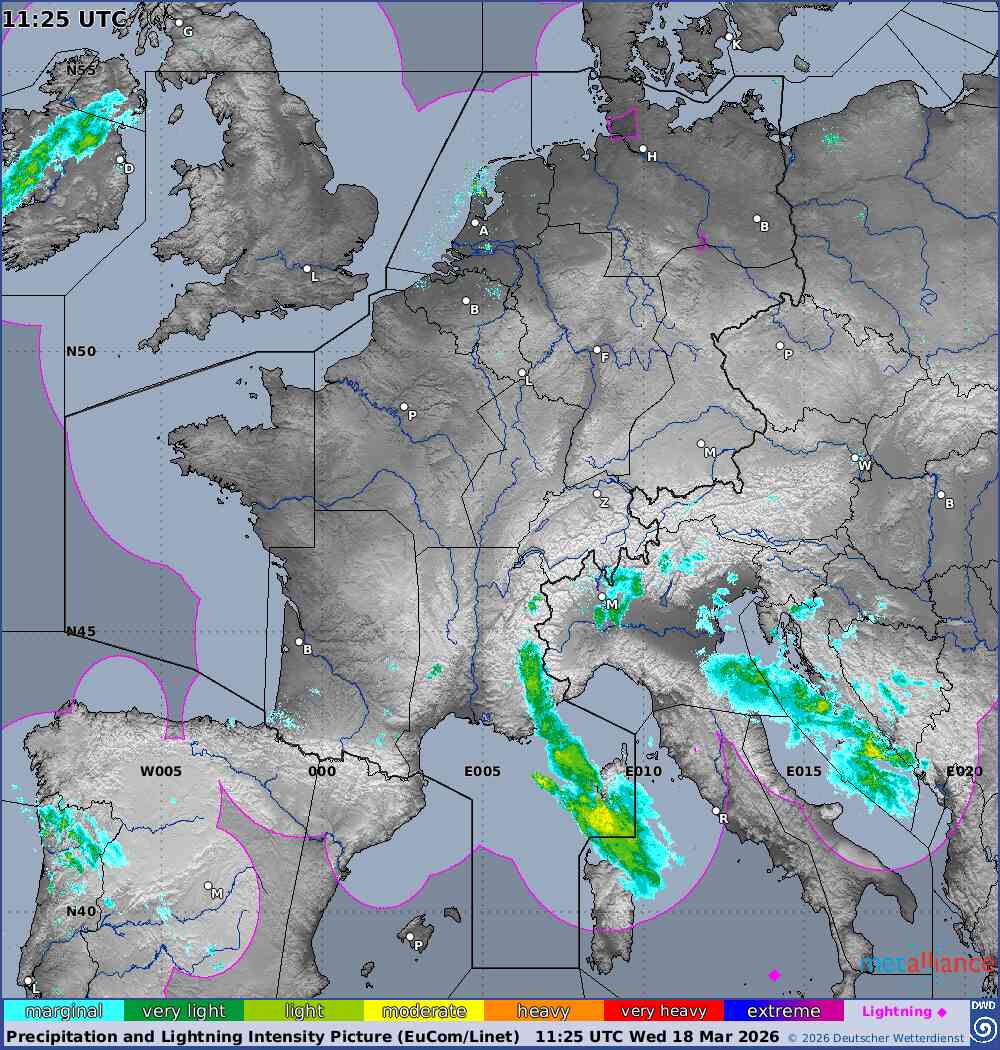 11:25 UTC
G
K
N55
D
H
A
B
L
B
N50
F
P
L
P
M
W
Z
B
M
N45
B
W005
000
E005
E010
E015
E020
R
M
N40
P
metalliance
L
marginal very light light moderate heavy very heavy extreme Lightning ◆
DWD
Precipitation and Lightning Intensity Picture (EuCom/Linet) 11:25 UTC Wed 18 Mar 2026 © 2026 Deutscher Wetterdienst